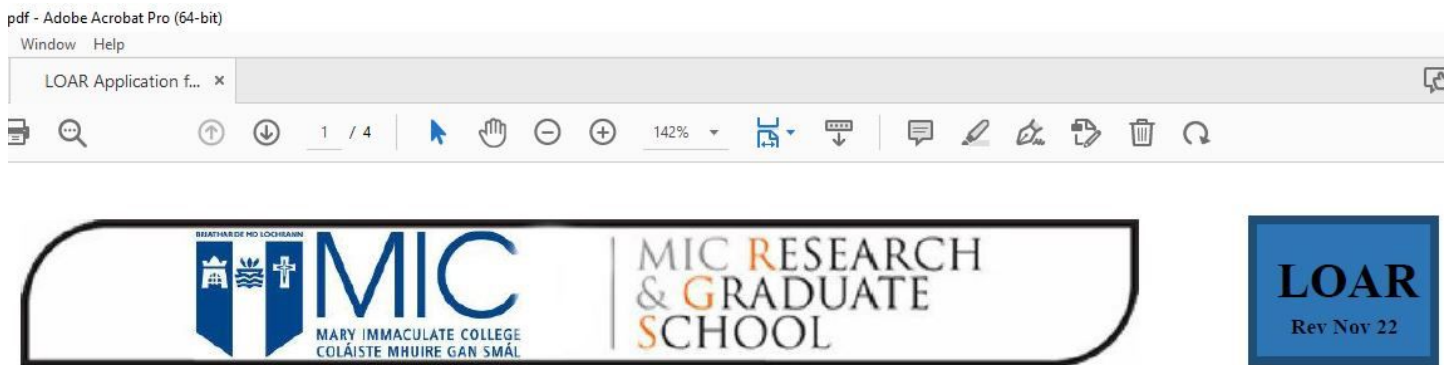 pdf - Adobe Acrobat Pro (64-bit)
Window Help
LOAR Application f... ×
1 / 4 142%
BRIATHAR DE MO LOCHRANN
MIC
MARY IMMACULATE COLLEGE
COLÁISTE MHUIRE GAN SMÁL
MIC RESEARCH
& GRADUATE
SCHOOL
LOAR
Rev Nov 22